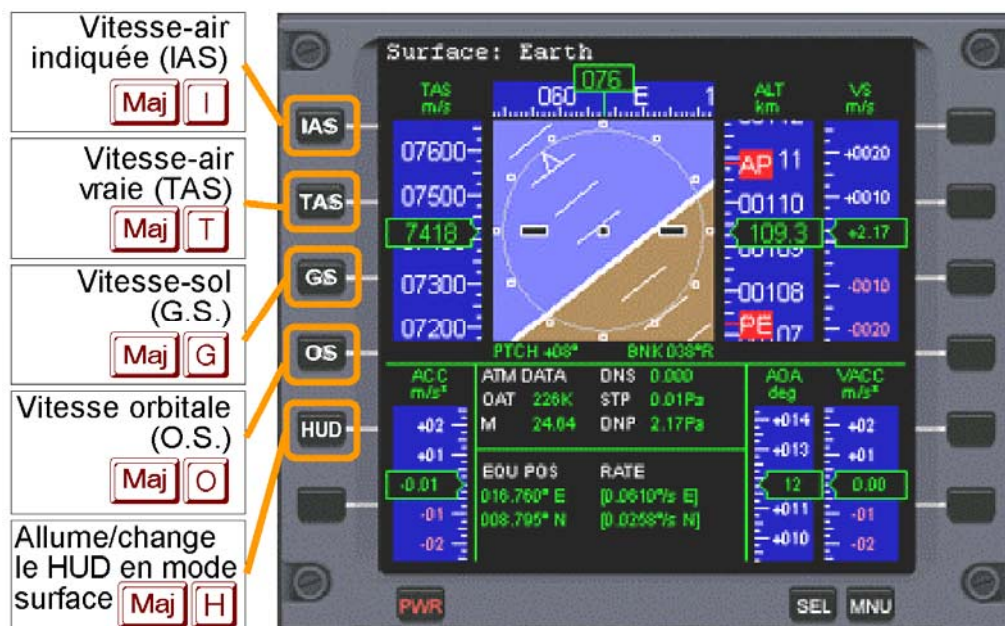 Vitesse-air
indiquée (IAS)
Maj I
Vitesse-air
vraie (TAS)
Maj T
Vitesse-sol
(G.S.)
Maj G
Vitesse orbitale
(O.S.)
Maj O
Allume/change
le HUD en mode
surface Maj H
IAS
TAS
GS
OS
HUD
Surface: Earth
076
060 E 1
TAS
m/s
07600
07500
7418
07300
07200
ALT
km
AP 11
00110
109.3
00109
00108
PE 07
VS
m/s
+0020
+0010
+2.17
-0010
-0020
PTCH +08° BNK 038°R
ACC
m/s²
+02
+01
-0.01
-01
-02
ATM DATA DNS 0.000
OAT 226K STP 0.01Pa
M 24.64 DNP 2.17Pa
EQU POS RATE
016.760° E [0.0610°/s E]
008.795° N [0.0258°/s N]
AOA
deg
+014
+013
12
+011
+010
VACC
m/s²
+02
+01
0.00
-01
-02
PWR
SEL MNU